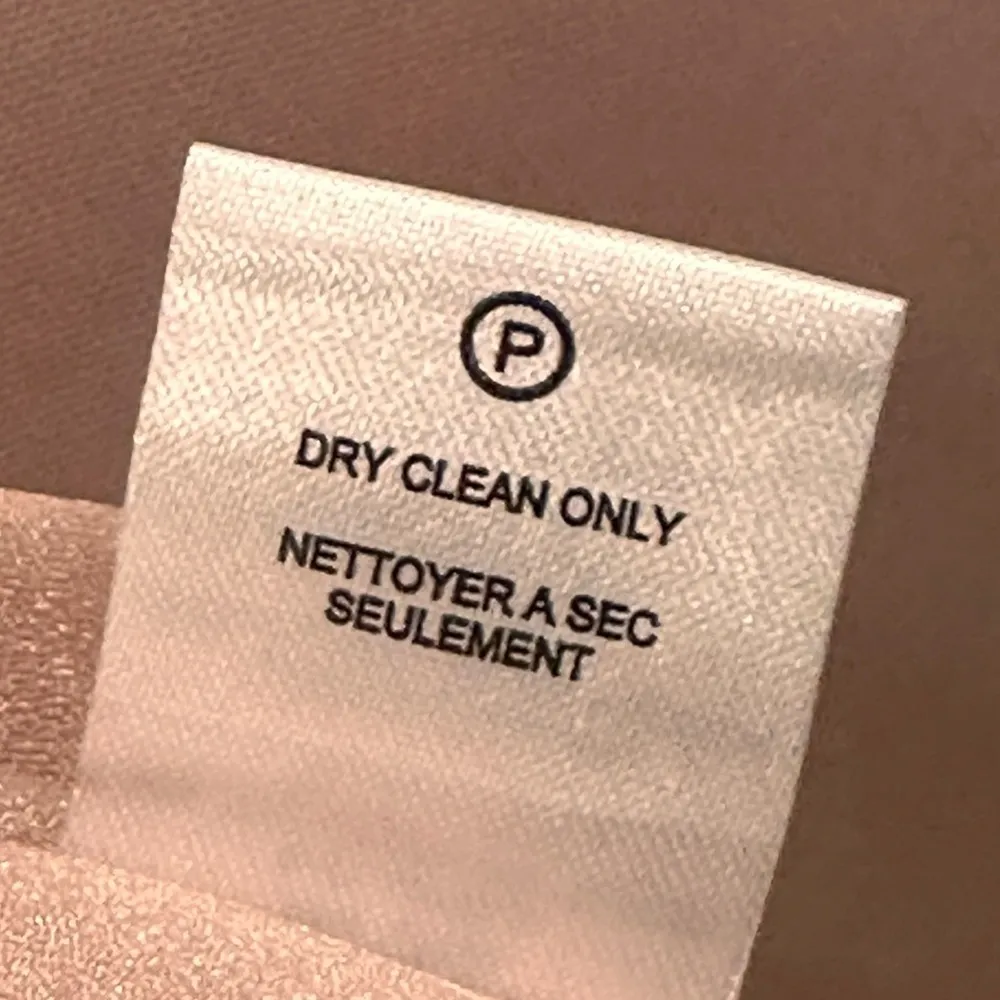 P
DRY CLEAN ONLY
NETTOYER A SEC
SEULEMENT